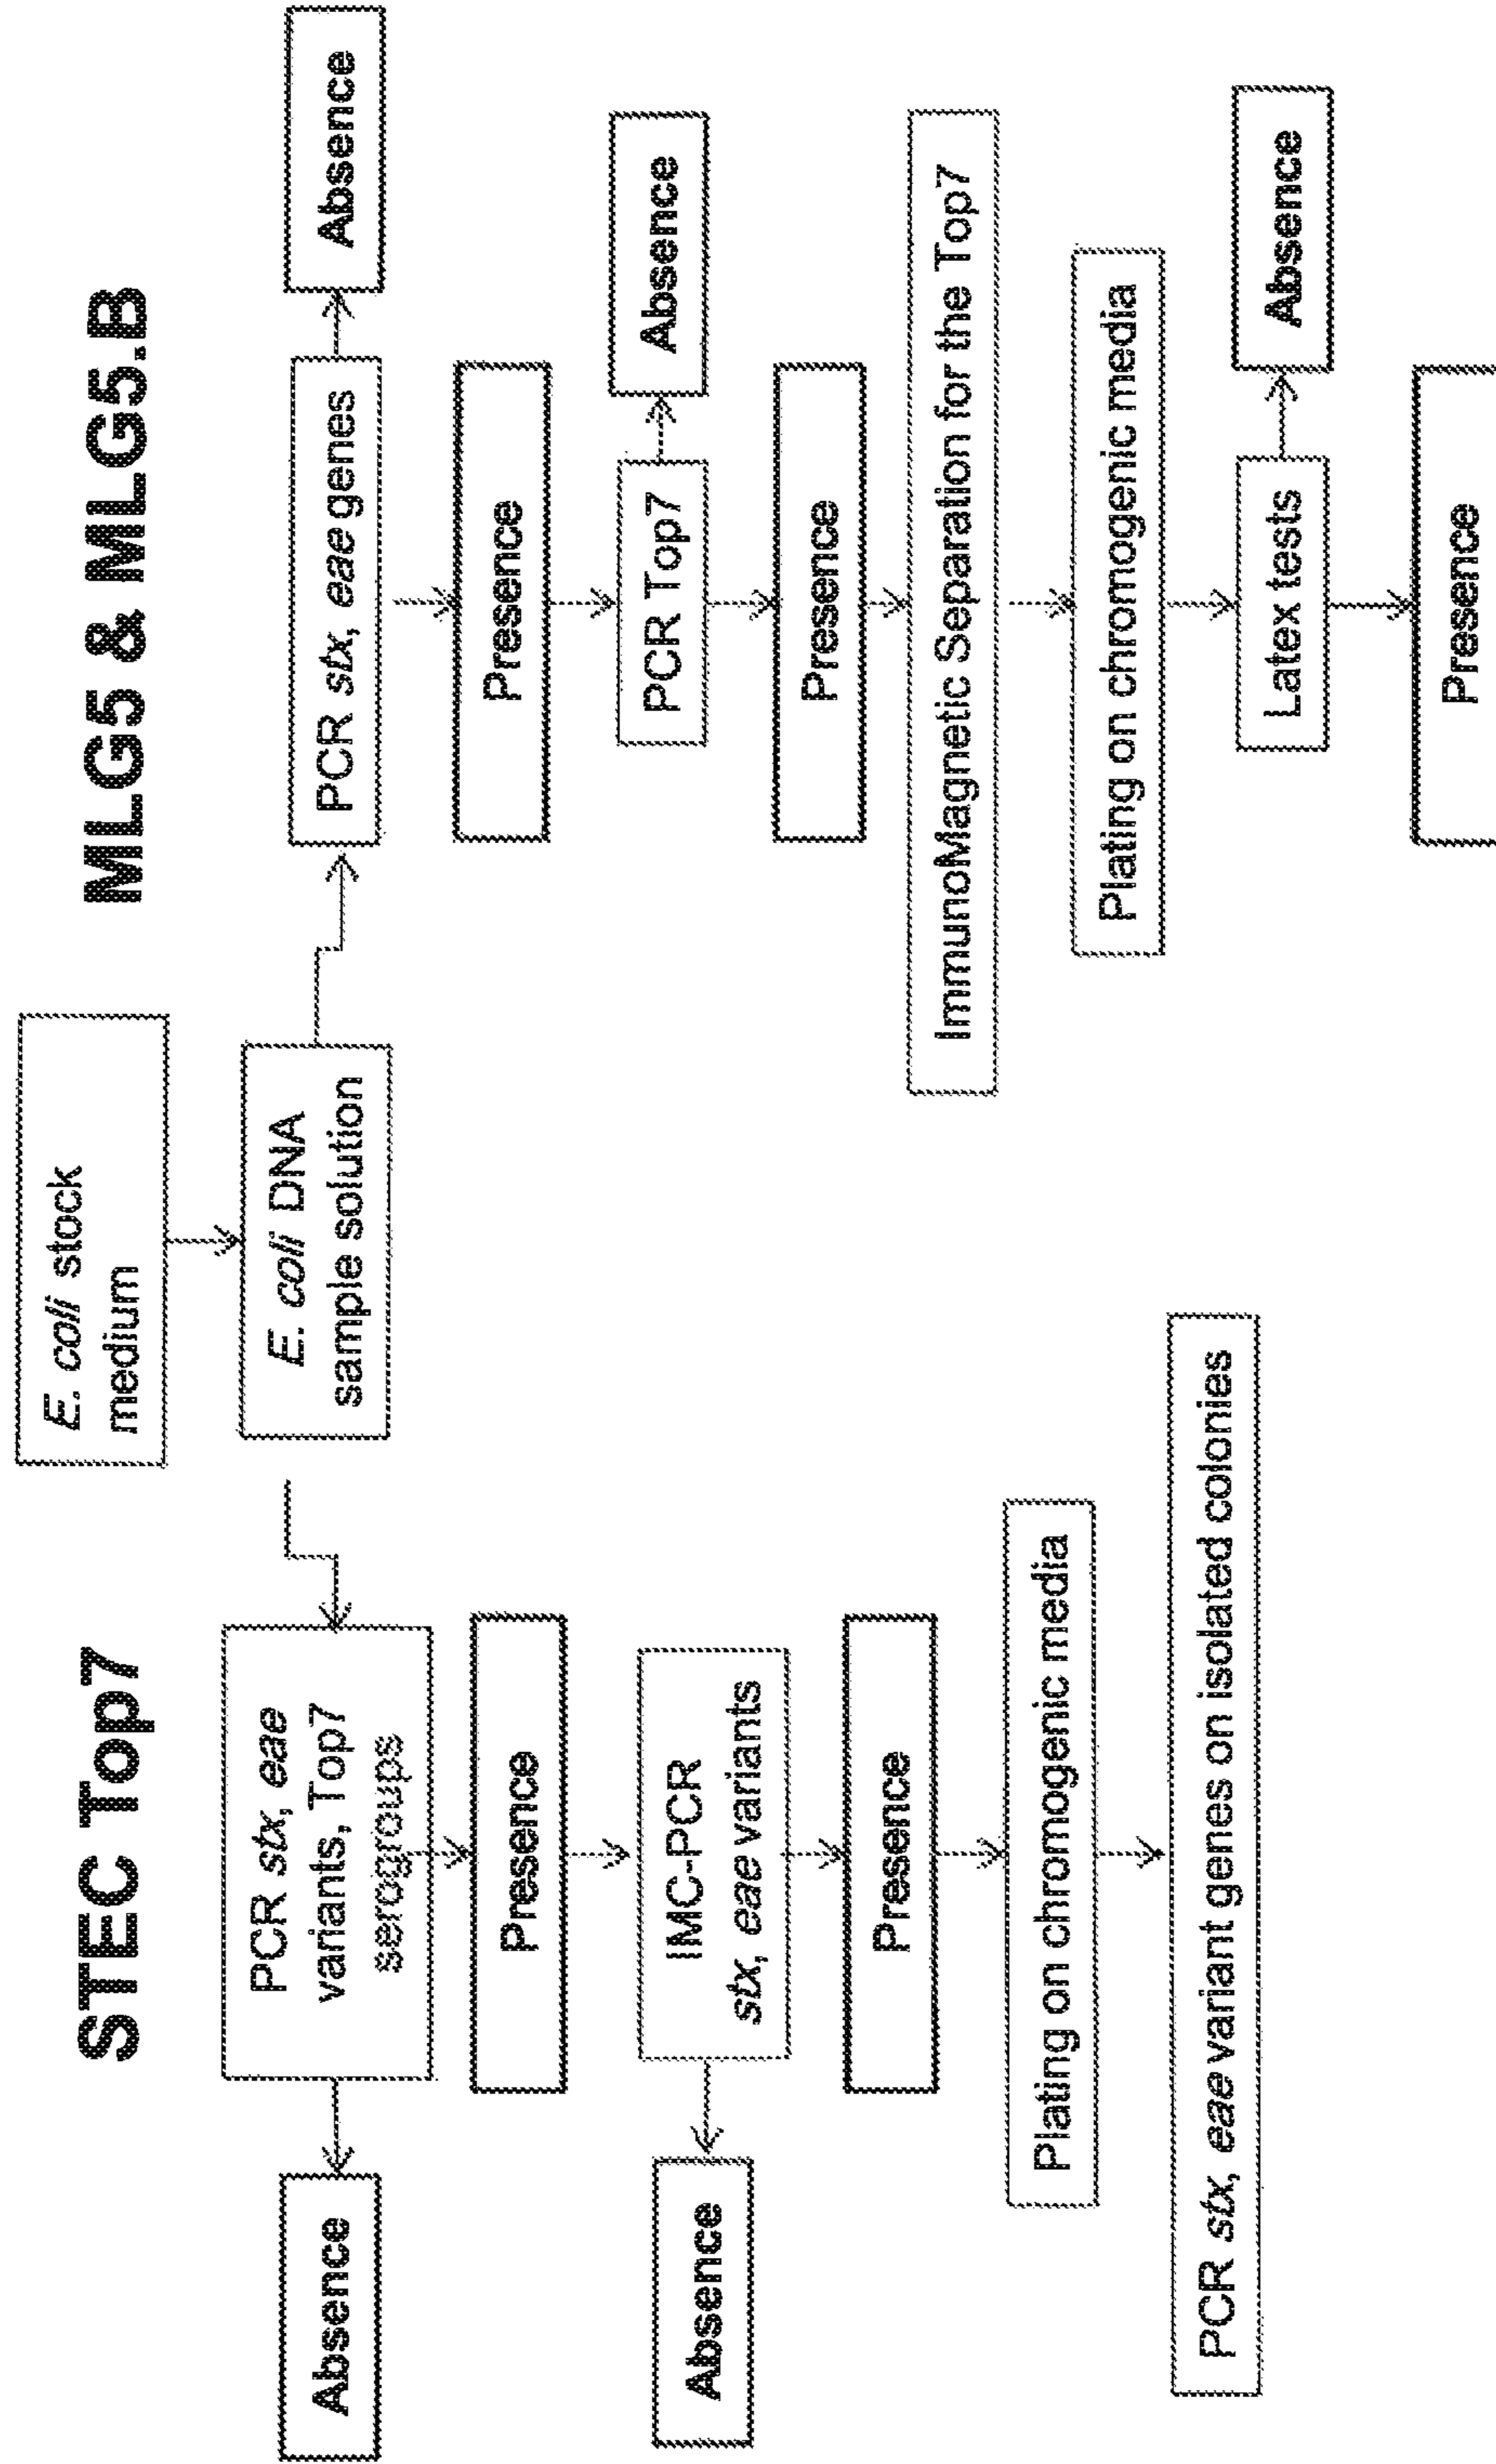 STEC Top7
MLG5 & MLG5.B
E. coli stock
medium
E. coli DNA
sample solution
PCR stx, eae
variants, Top7
serogroups
Absence
Presence
IMC-PCR
stx, eae variants
Absence
Presence
Plating on chromogenic media
PCR stx, eae variant genes on isolated colonies
PCR stx, eae genes
Absence
Presence
PCR Top7
Absence
Presence
ImmunoMagnetic Separation for the Top7
Plating on chromogenic media
Latex tests
Absence
Presence